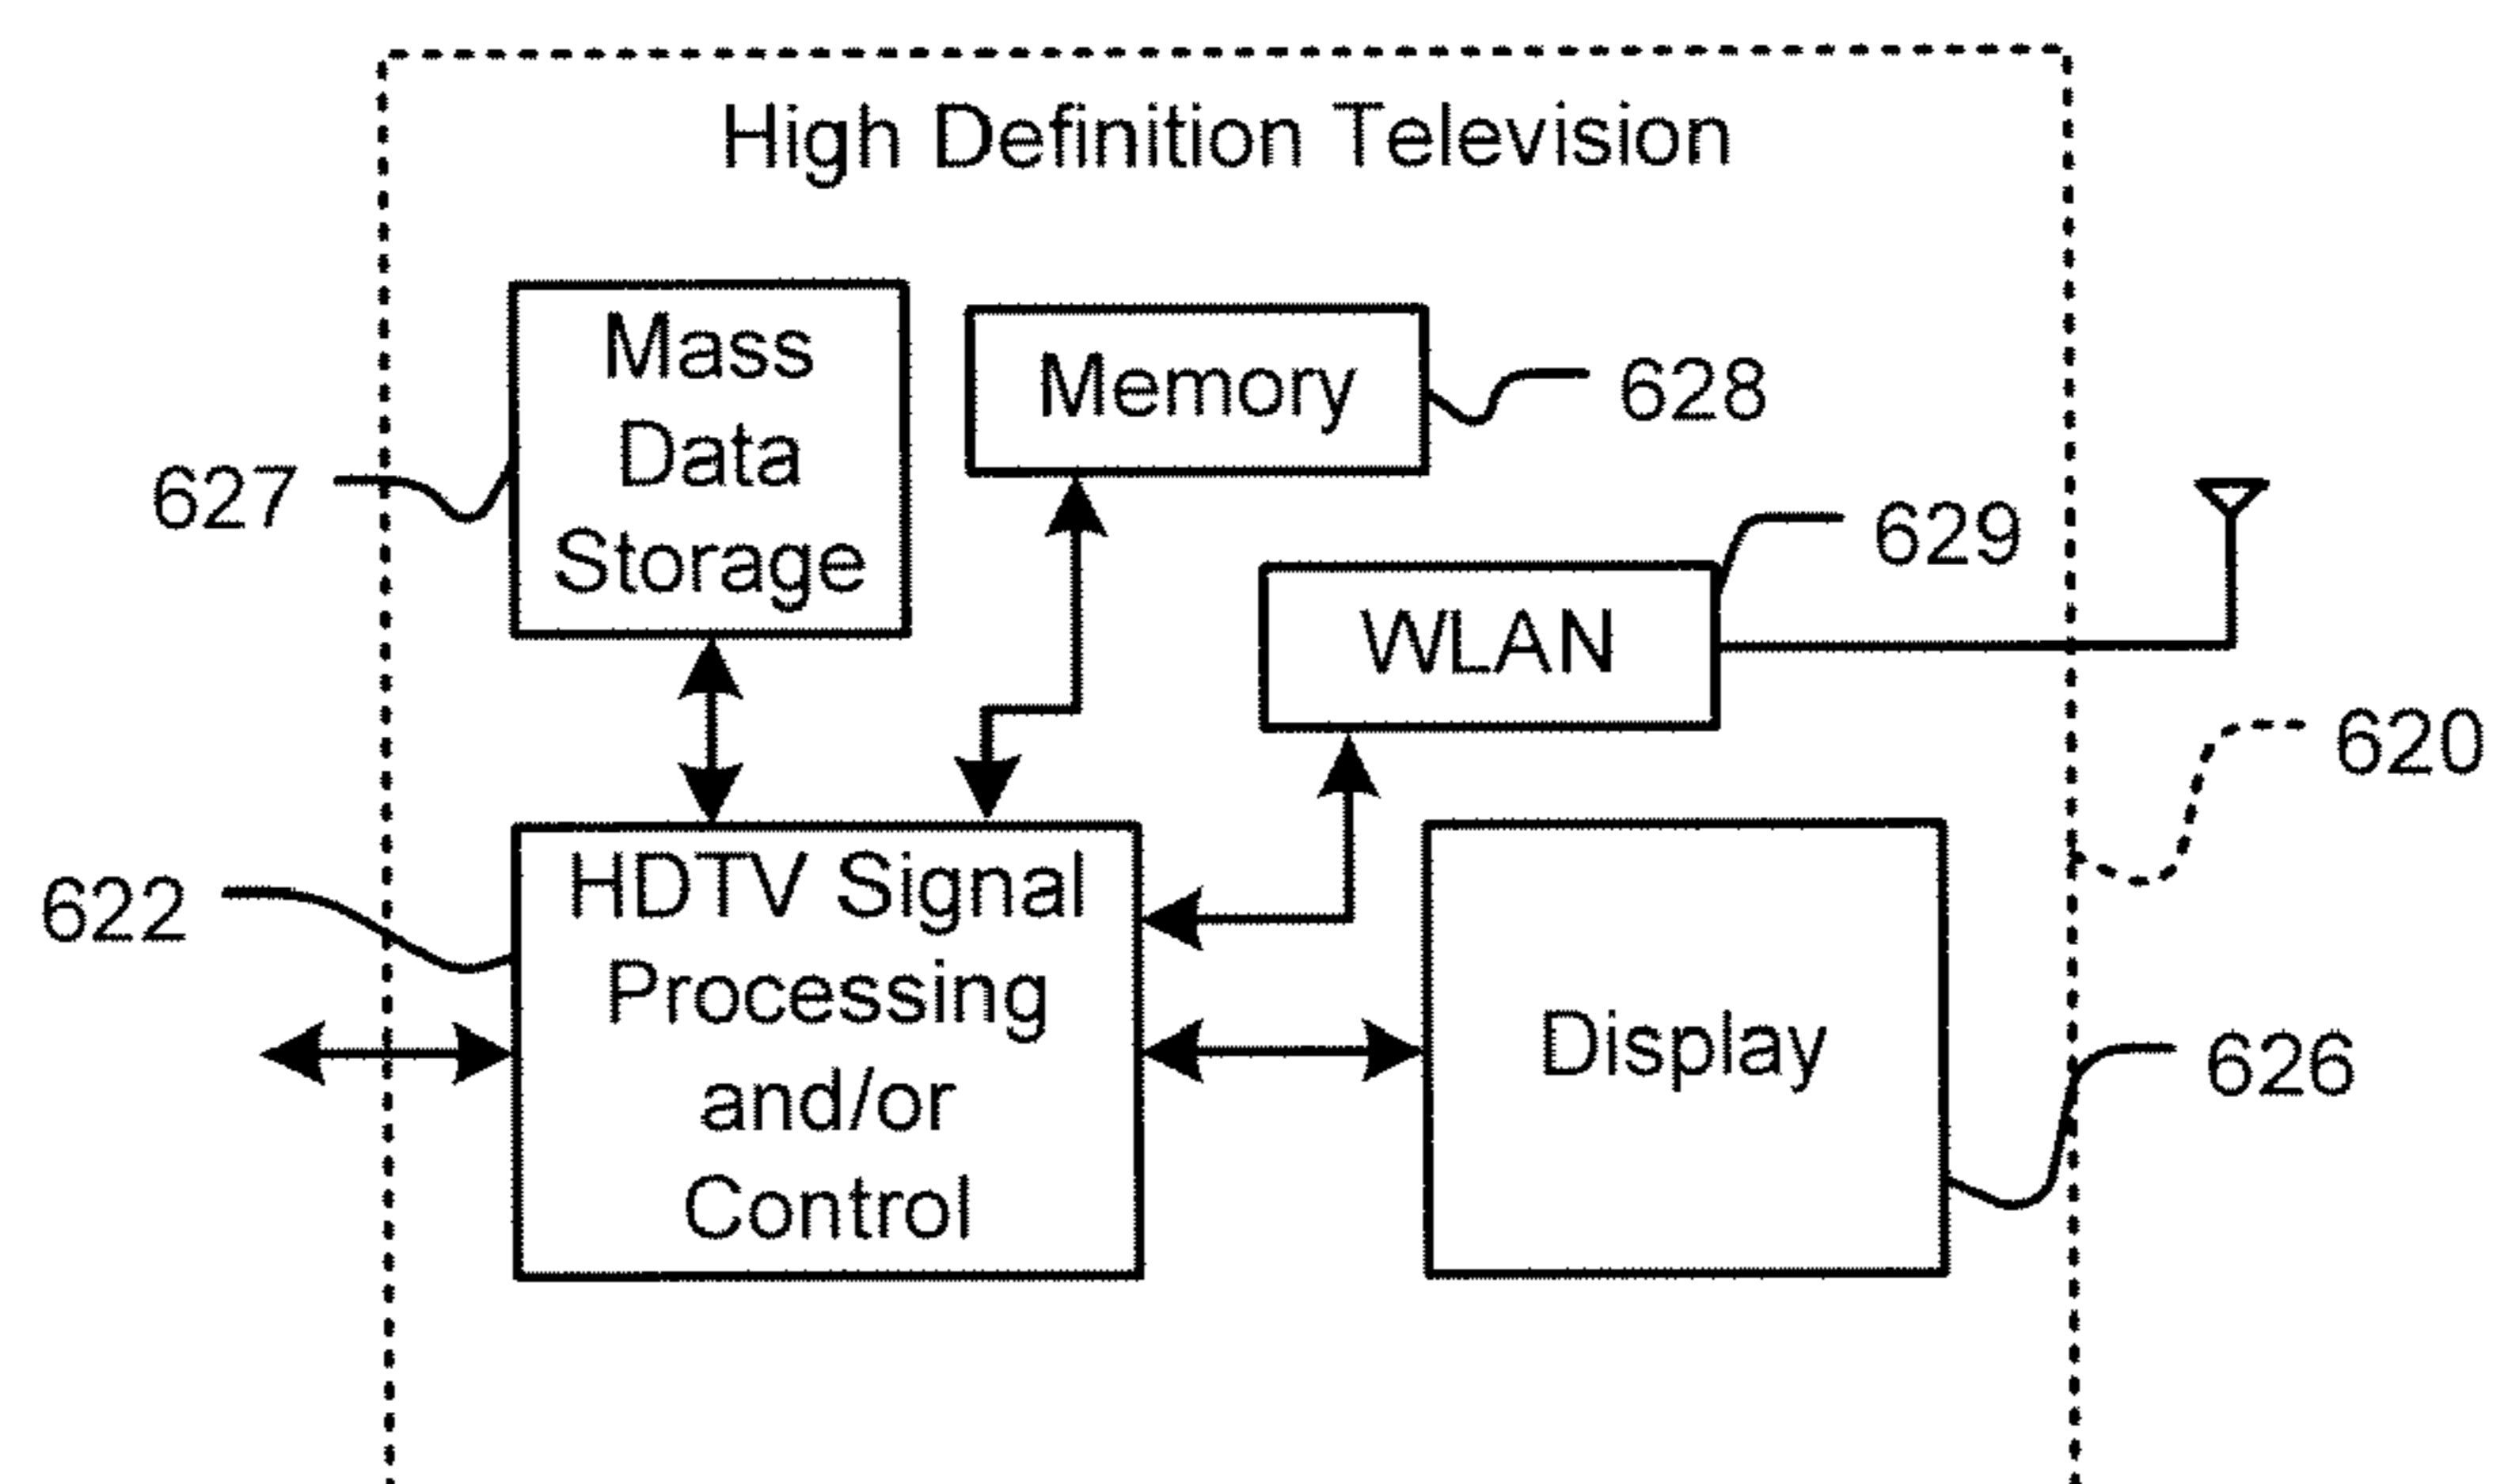 High Definition Television
Mass
Data
Storage
627
Memory
628
WLAN
629
620
HDTV Signal
Processing
and/or
Control
622
Display
626